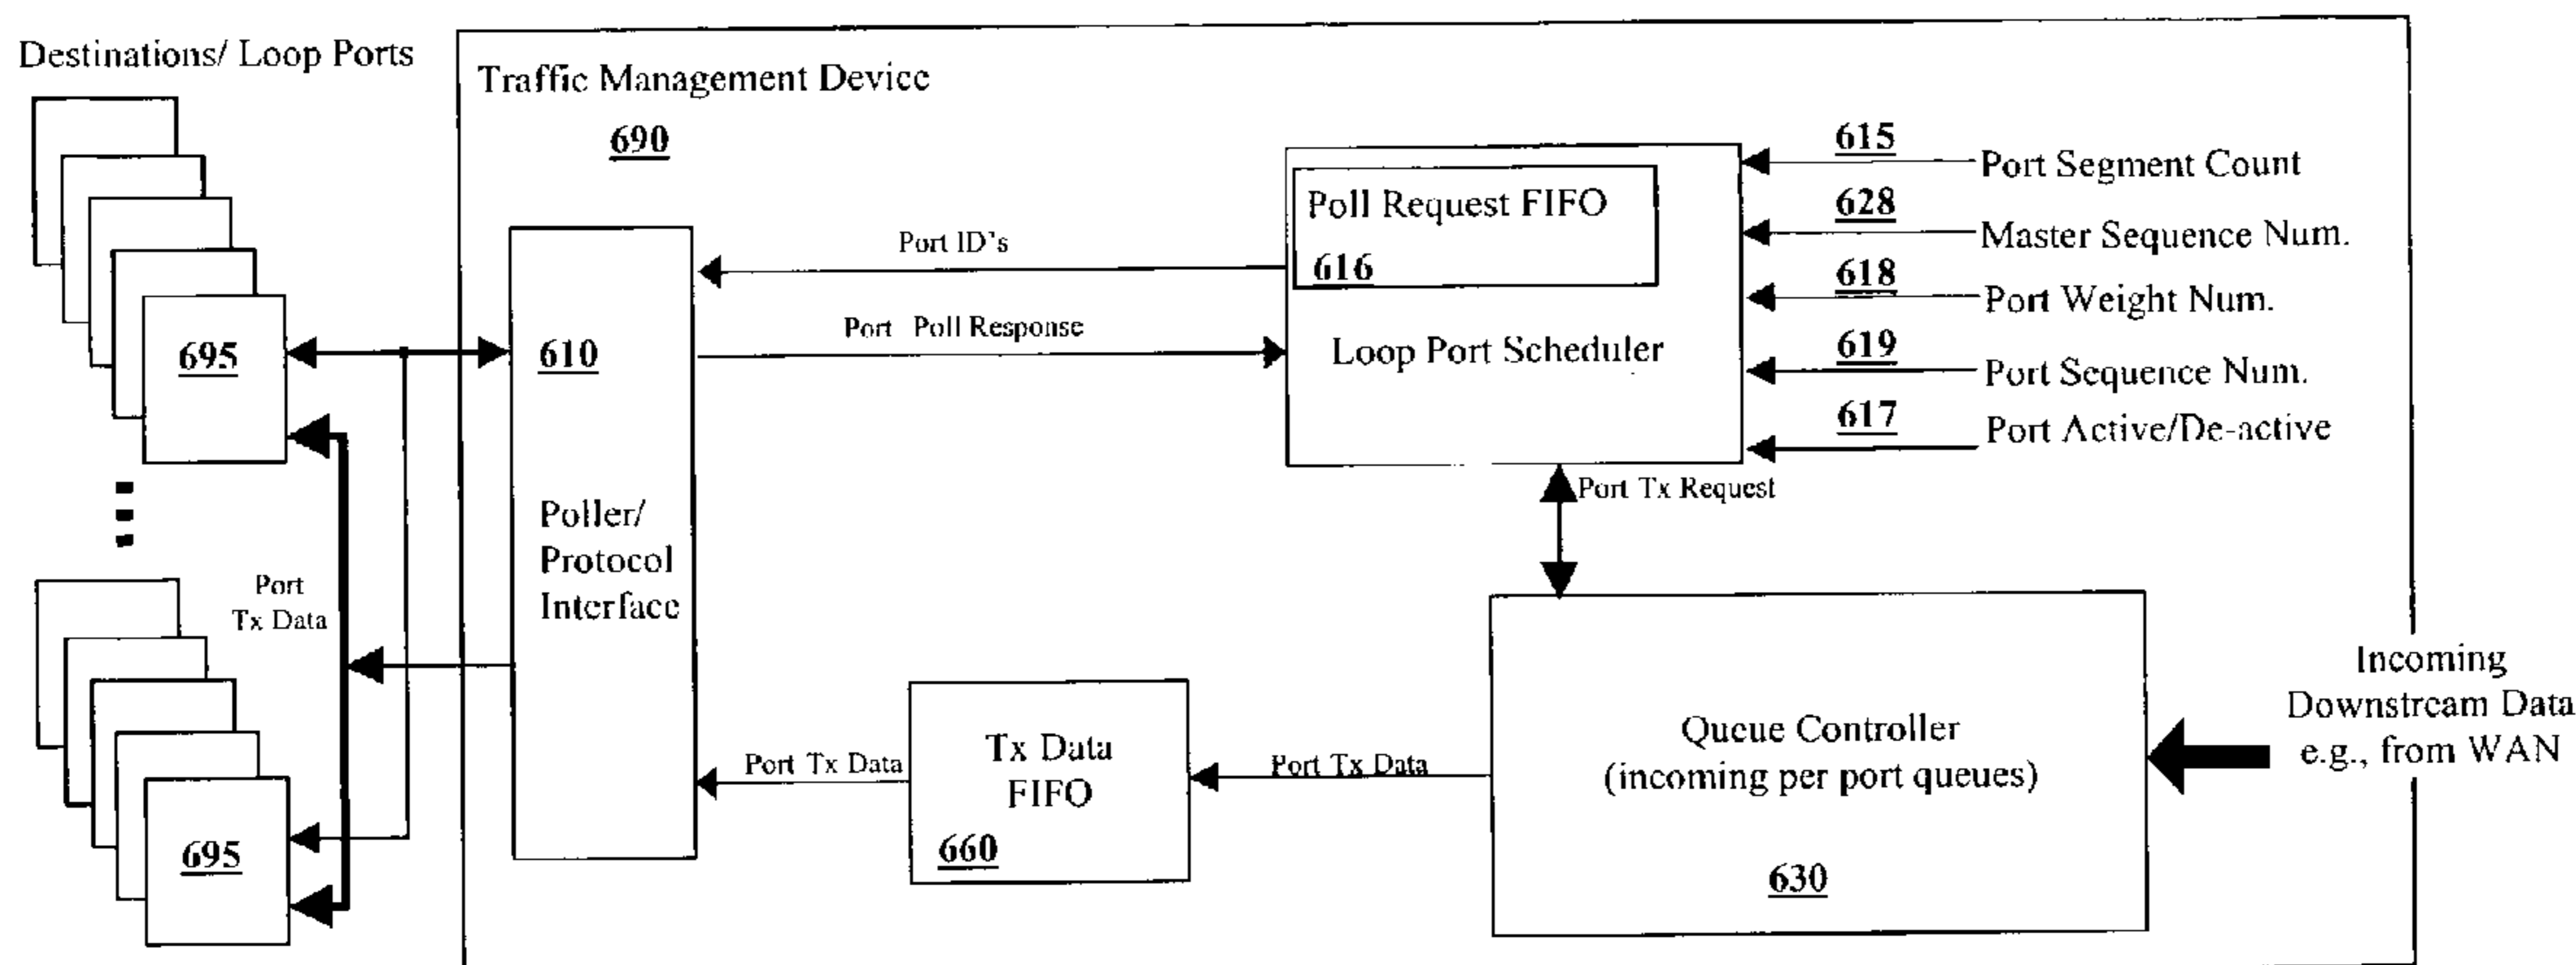 Destinations/ Loop Ports
Traffic Management Device
690
695
Port
Tx Data
695
610
Poller/
Protocol
Interface
Port ID's
Port Poll Response
Poll Request FIFO
616
Loop Port Scheduler
615
Port Segment Count
628
Master Sequence Num.
618
Port Weight Num.
619
Port Sequence Num.
617
Port Active/De-active
Port Tx Request
Port Tx Data
Tx Data
FIFO
660
Port Tx Data
Queue Controller
(incoming per port queues)
630
Incoming
Downstream Data
e.g., from WAN